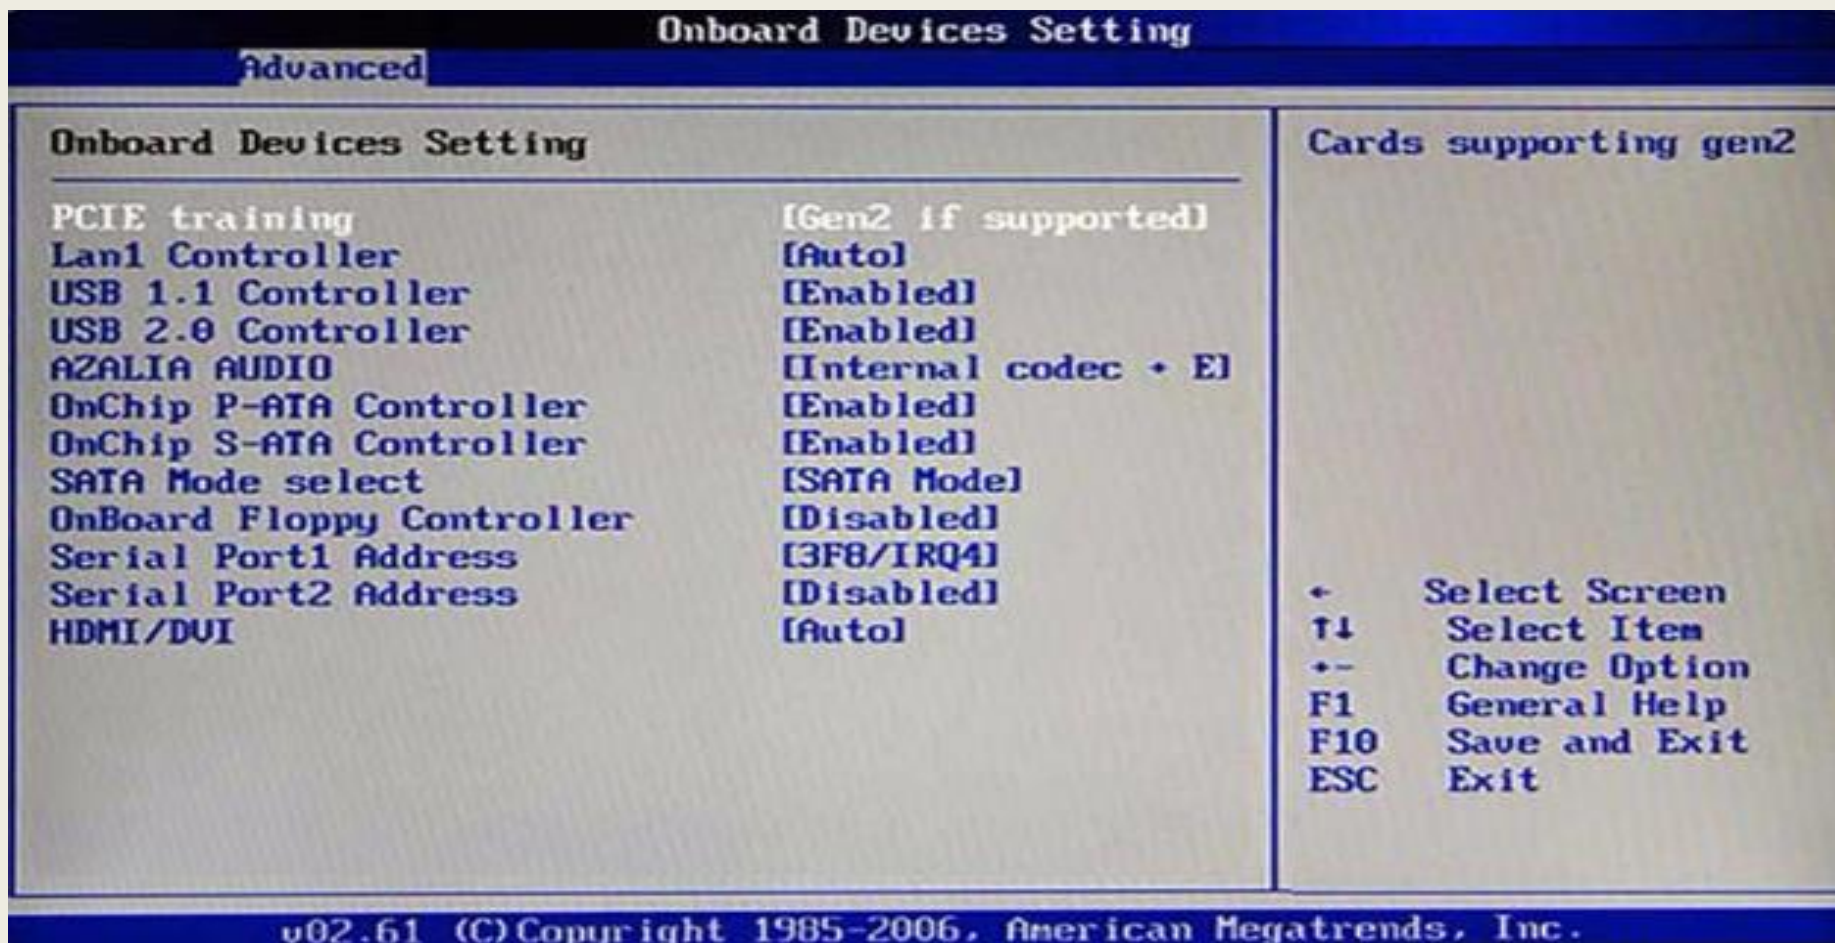 Onboard Devices Setting
Advanced
Onboard Devices Setting
Cards supporting gen2
PCIE training [Gen2 if supported]
Lan1 Controller [Auto]
USB 1.1 Controller [Enabled]
USB 2.0 Controller [Enabled]
AZALIA AUDIO [Internal codec + E]
OnChip P-ATA Controller [Enabled]
OnChip S-ATA Controller [Enabled]
SATA Mode select [SATA Mode]
OnBoard Floppy Controller [Disabled]
Serial Port1 Address [3F8/IRQ4]
Serial Port2 Address [Disabled]
HDMI/DVI [Auto]
← Select Screen
↑↓ Select Item
+- Change Option
F1 General Help
F10 Save and Exit
ESC Exit
v02.61 (C)Copyright 1985-2006, American Megatrends, Inc.